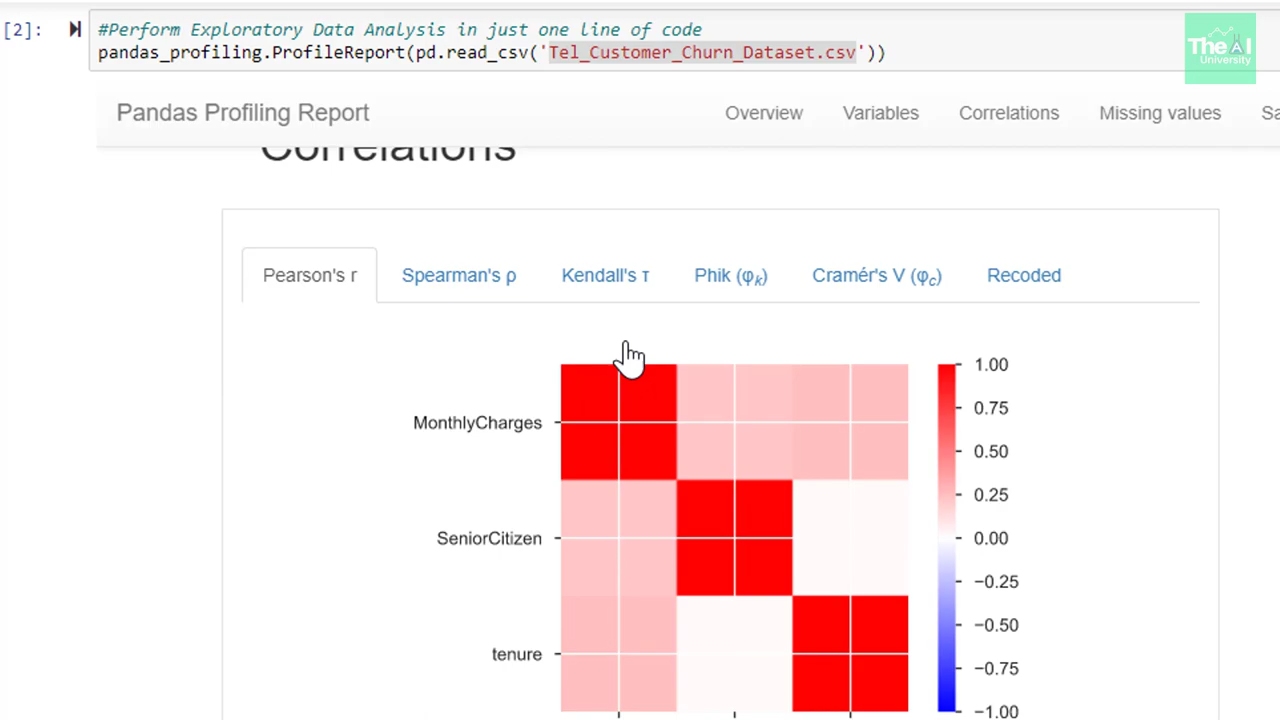 [2]:
#Perform Exploratory Data Analysis in just one line of code
pandas_profiling.ProfileReport(pd.read_csv('Tel_Customer_Churn_Dataset.csv'))
The AI
University
Pandas Profiling Report
Overview
Variables
Correlations
Missing values
Sa
Correlations
Pearson's r
Spearman's ρ
Kendall's τ
Phik (φk)
Cramér's V (φc)
Recoded
MonthlyCharges
SeniorCitizen
tenure
1.00
0.75
0.50
0.25
0.00
−0.25
−0.50
−0.75
−1.00